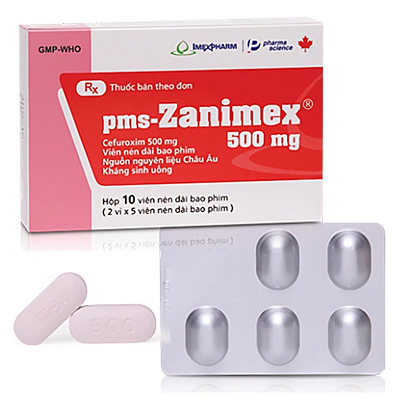 GMP-WHO
IMEXPHARM
pharma
science
Rx Thuốc bán theo đơn
pms-Zanimex®
500 mg
Cefuroxim 500 mg
Viên nén dài bao phim
Nguồn nguyên liệu Châu Âu
Kháng sinh uống
Hộp 10 viên nén dài bao phim
( 2 vỉ x 5 viên nén dài bao phim )
imex
500